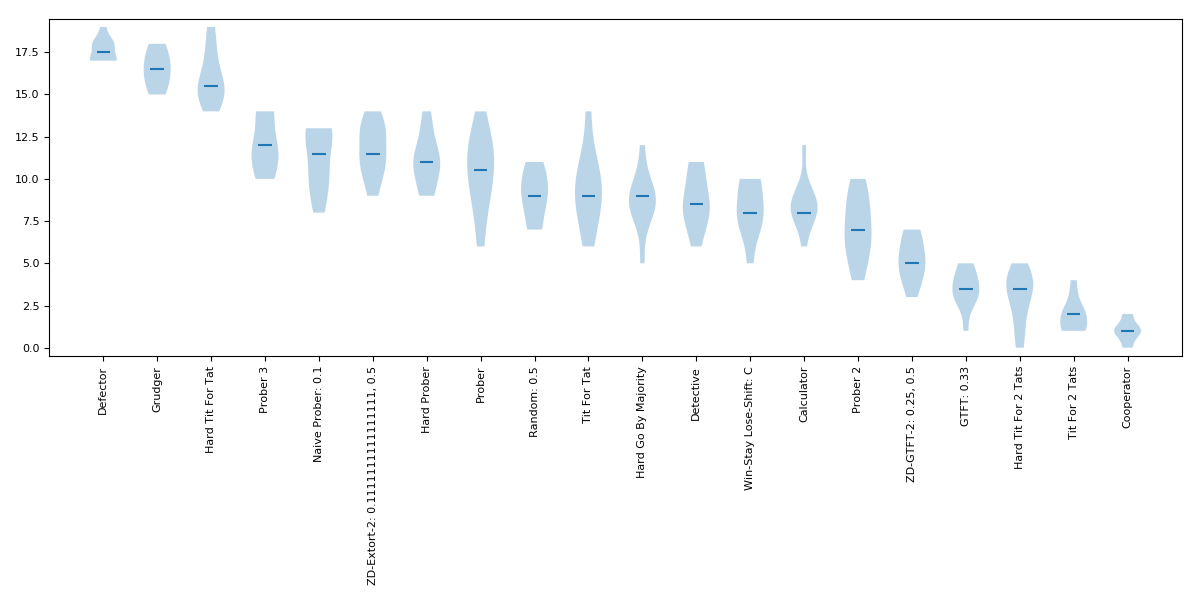 17.5
15.0
12.5
10.0
7.5
5.0
2.5
0.0
Defector
Grudger
Hard Tit For Tat
Prober 3
Naive Prober: 0.1
ZD-Extort-2: 0.1111111111111111, 0.5
Hard Prober
Prober
Random: 0.5
Tit For Tat
Hard Go By Majority
Detective
Win-Stay Lose-Shift: C
Calculator
Prober 2
ZD-GTFT-2: 0.25, 0.5
GTFT: 0.33
Hard Tit For 2 Tats
Tit For 2 Tats
Cooperator